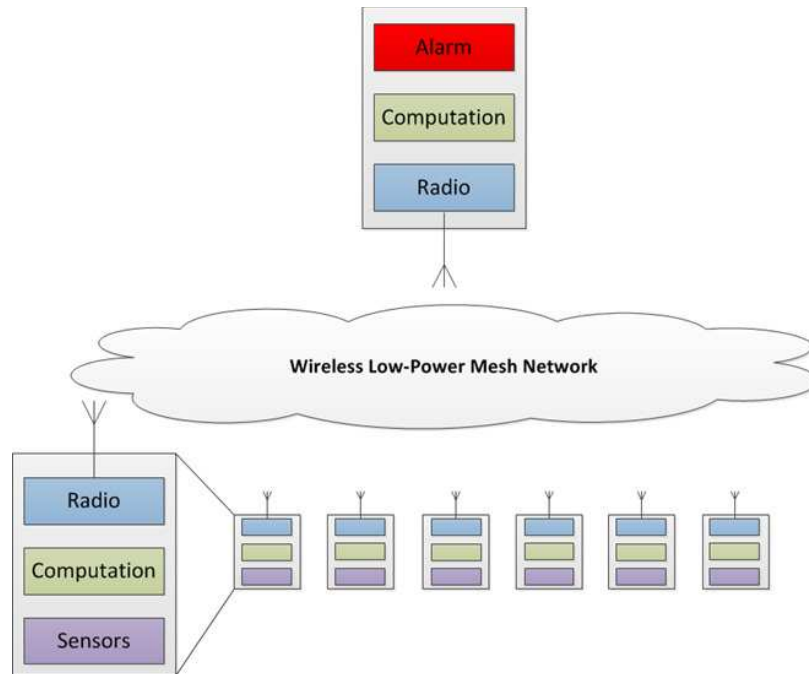 Alarm
Computation
Radio
Wireless Low-Power Mesh Network
Radio
Computation
Sensors